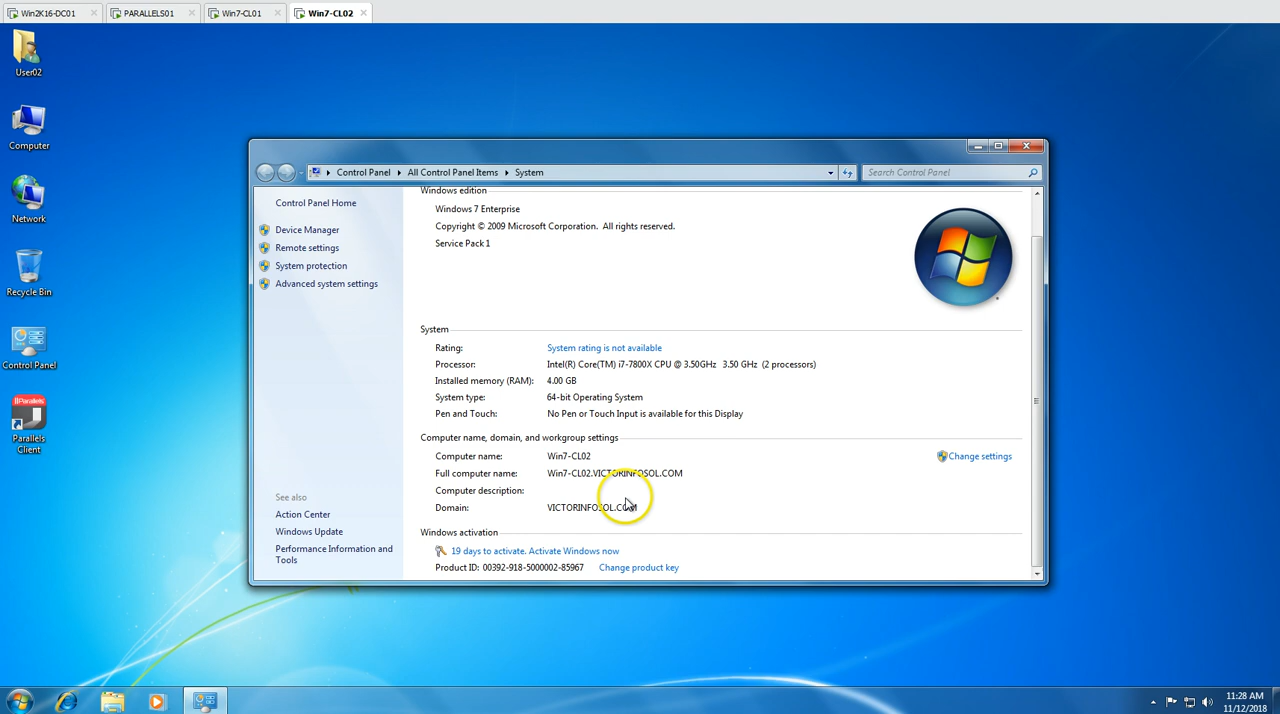 Win2K16-DC01
PARALLELS01
Win7-CL01
Win7-CL02
User02
Computer
Network
Recycle Bin
Control Panel
Parallels
Parallels
Client
Control Panel
All Control Panel Items
System
Search Control Panel
Control Panel Home
Device Manager
Remote settings
System protection
Advanced system settings
See also
Action Center
Windows Update
Performance Information and
Tools
Windows edition
Windows 7 Enterprise
Copyright © 2009 Microsoft Corporation. All rights reserved.
Service Pack 1
System
Rating: System rating is not available
Processor: Intel(R) Core(TM) i7-7800X CPU @ 3.50GHz 3.50 GHz (2 processors)
Installed memory (RAM): 4.00 GB
System type: 64-bit Operating System
Pen and Touch: No Pen or Touch Input is available for this Display
Computer name, domain, and workgroup settings
Computer name: Win7-CL02
Change settings
Full computer name: Win7-CL02.VICTORINFOSOL.COM
Computer description:
Domain: VICTORINFOSOL.COM
Windows activation
19 days to activate. Activate Windows now
Product ID: 00392-918-5000002-85967 Change product key
11:28 AM
11/12/2018